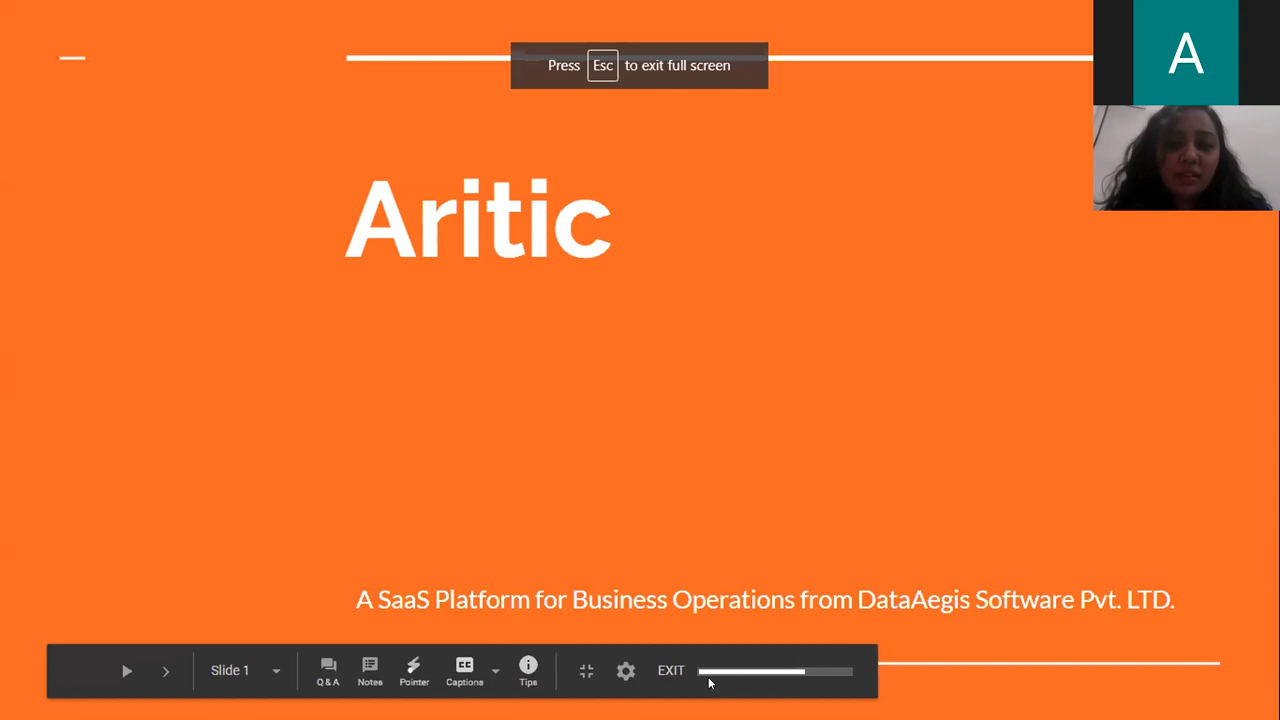 Press Esc to exit full screen
A
Aritic
A SaaS Platform for Business Operations from DataAegis Software Pvt. LTD.
Slide 1
Q & A
Notes
Pointer
CC
Captions
Tips
EXIT